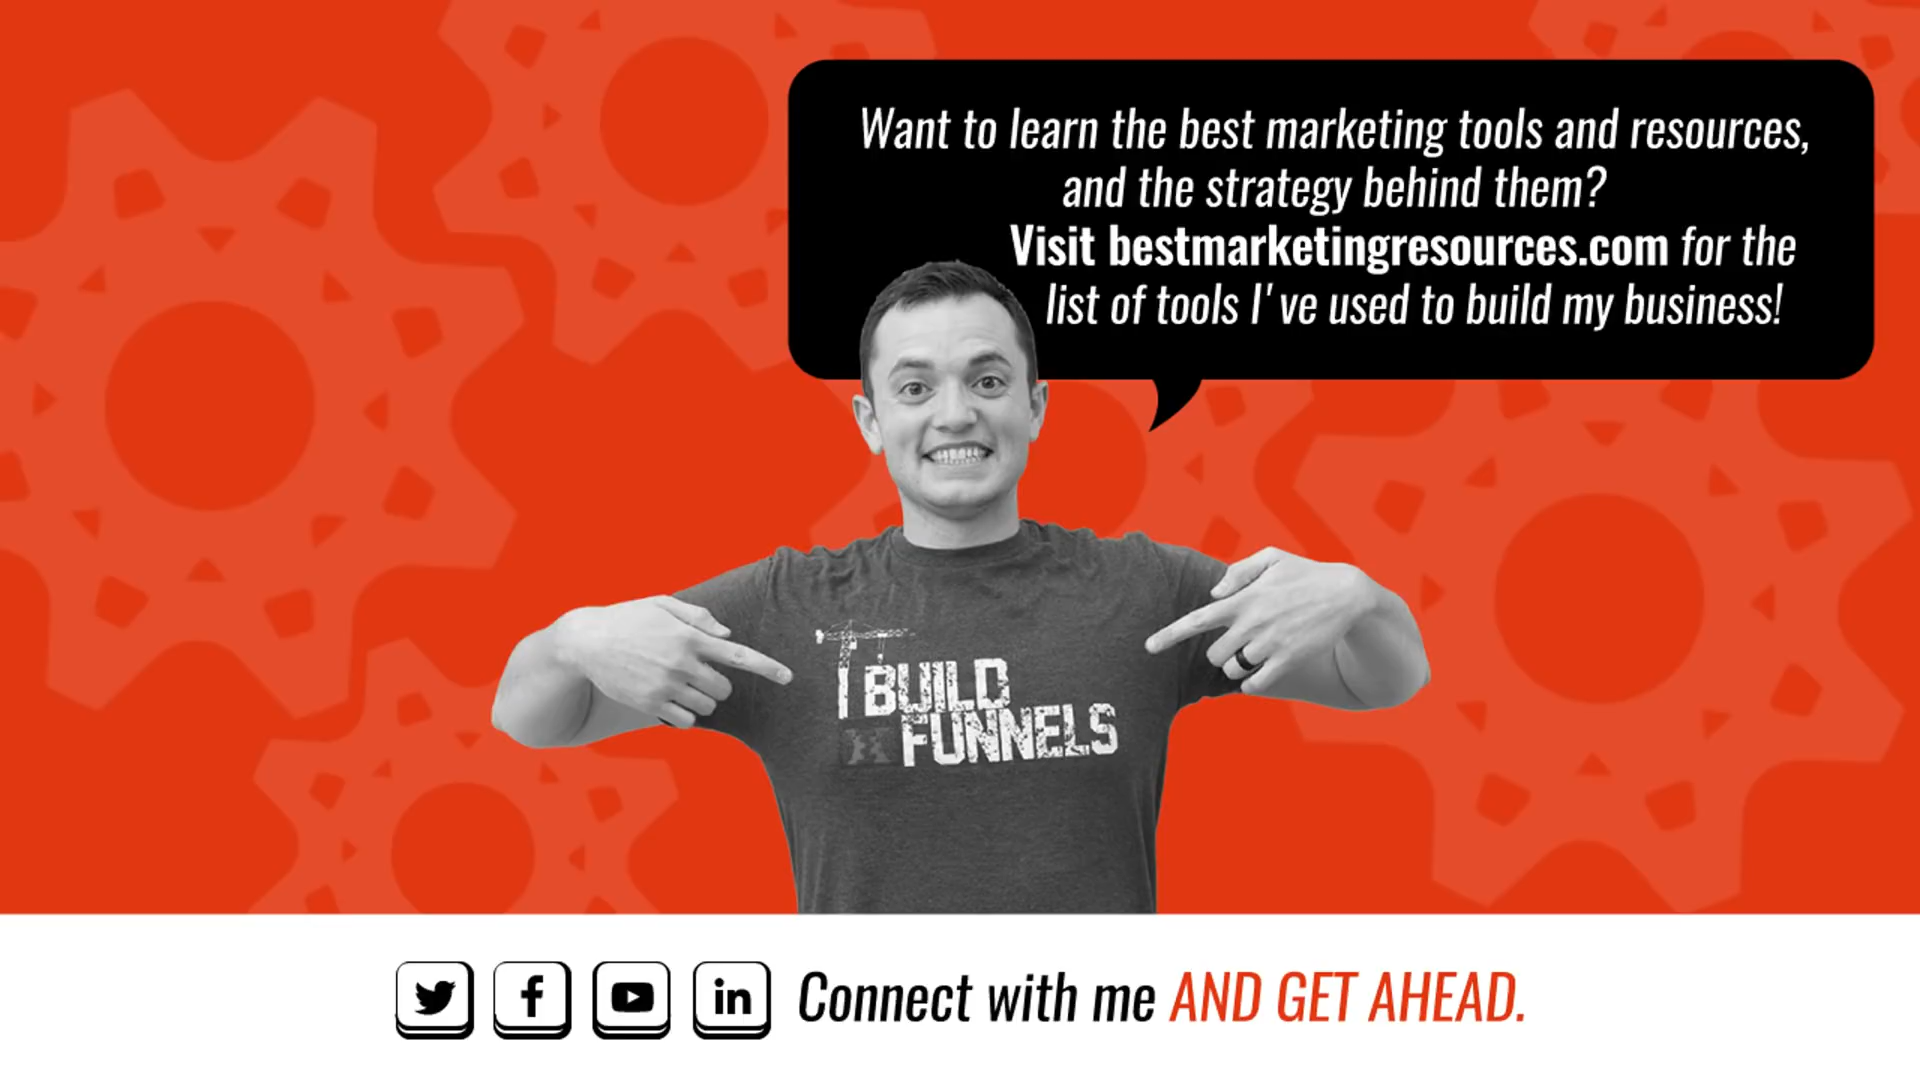 Want to learn the best marketing tools and resources,
and the strategy behind them?
Visit bestmarketingresources.com for the
list of tools I've used to build my business!
I BUILD
FUNNELS
in Connect with me AND GET AHEAD.